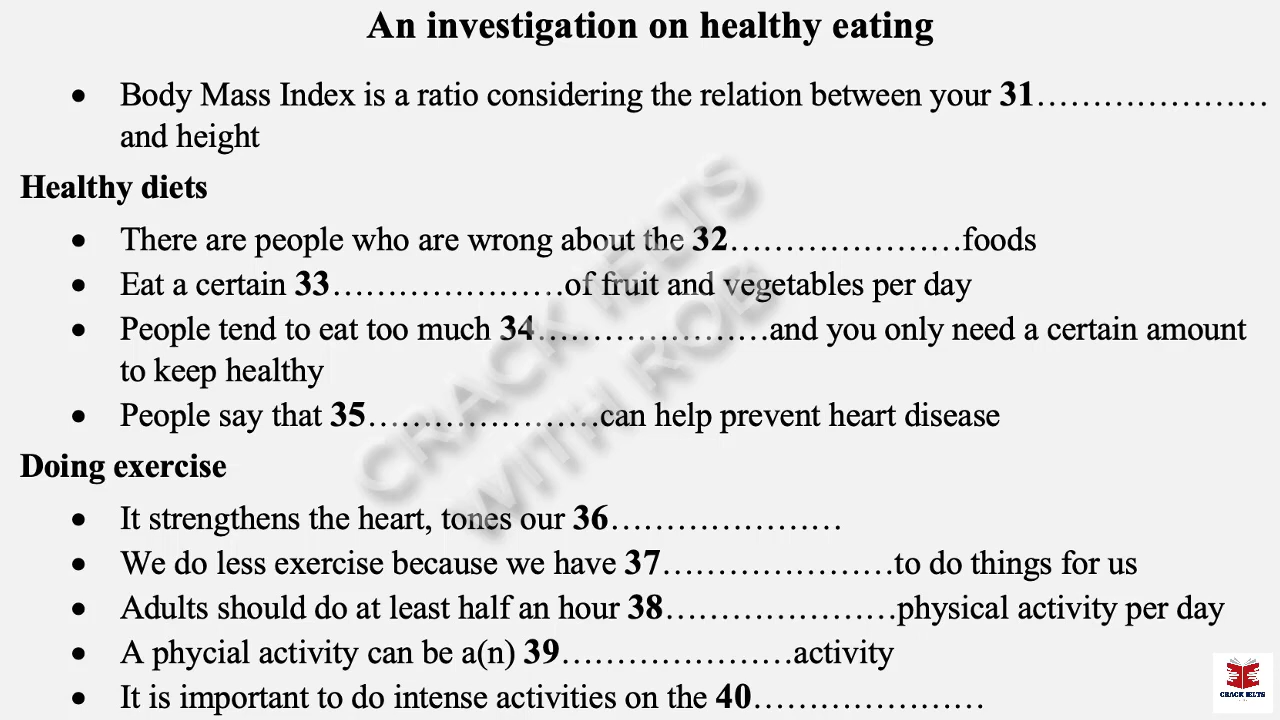 An investigation on healthy eating
• Body Mass Index is a ratio considering the relation between your 31…………………
and height
Healthy diets
• There are people who are wrong about the 32…………………foods
• Eat a certain 33…………………of fruit and vegetables per day
• People tend to eat too much 34…………………and you only need a certain amount
to keep healthy
• People say that 35…………………can help prevent heart disease
Doing exercise
• It strengthens the heart, tones our 36…………………
• We do less exercise because we have 37…………………to do things for us
• Adults should do at least half an hour 38…………………physical activity per day
• A phycial activity can be a(n) 39…………………activity
• It is important to do intense activities on the 40…………………
CRACK IELTS
WITH ROB
CRACK IELTS